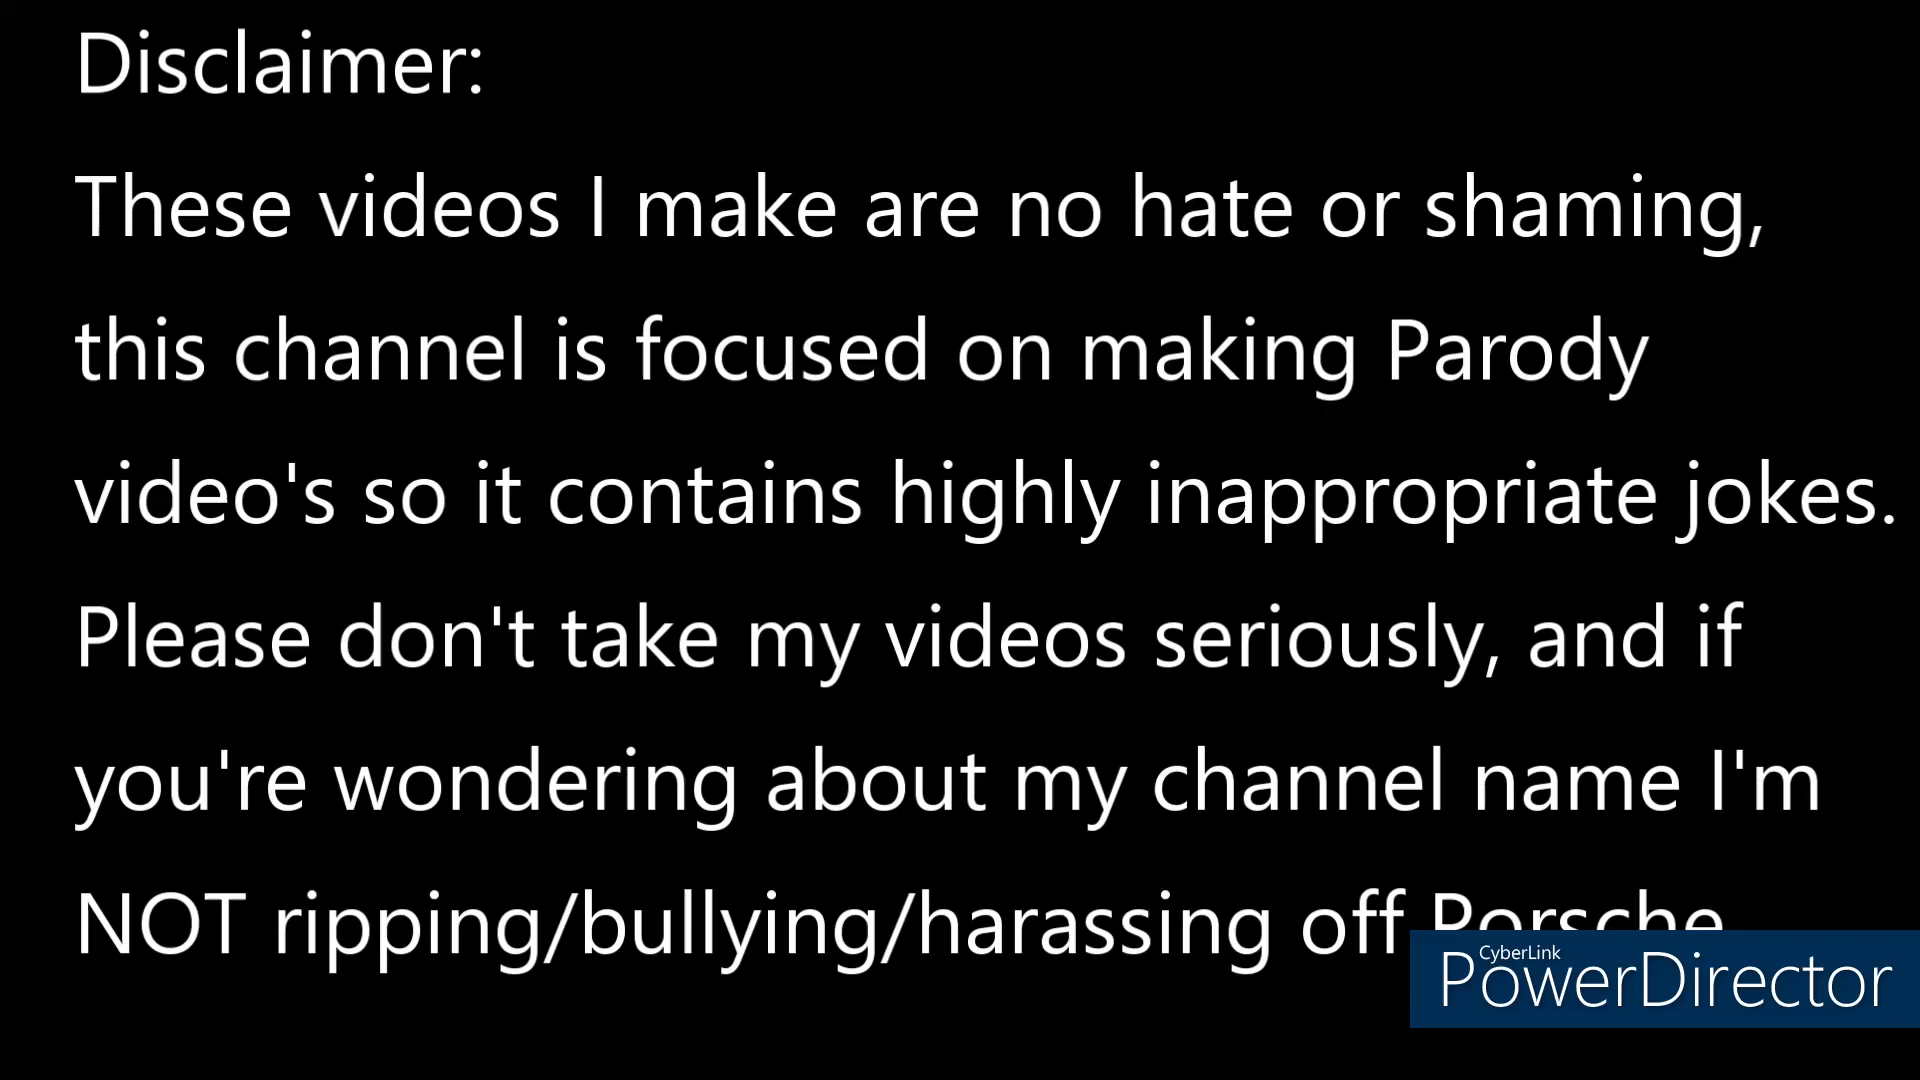 Disclaimer:
These videos I make are no hate or shaming,
this channel is focused on making Parody
video's so it contains highly inappropriate jokes.
Please don't take my videos seriously, and if
you're wondering about my channel name I'm
NOT ripping/bullying/harassing off Porsche
CyberLink
PowerDirector